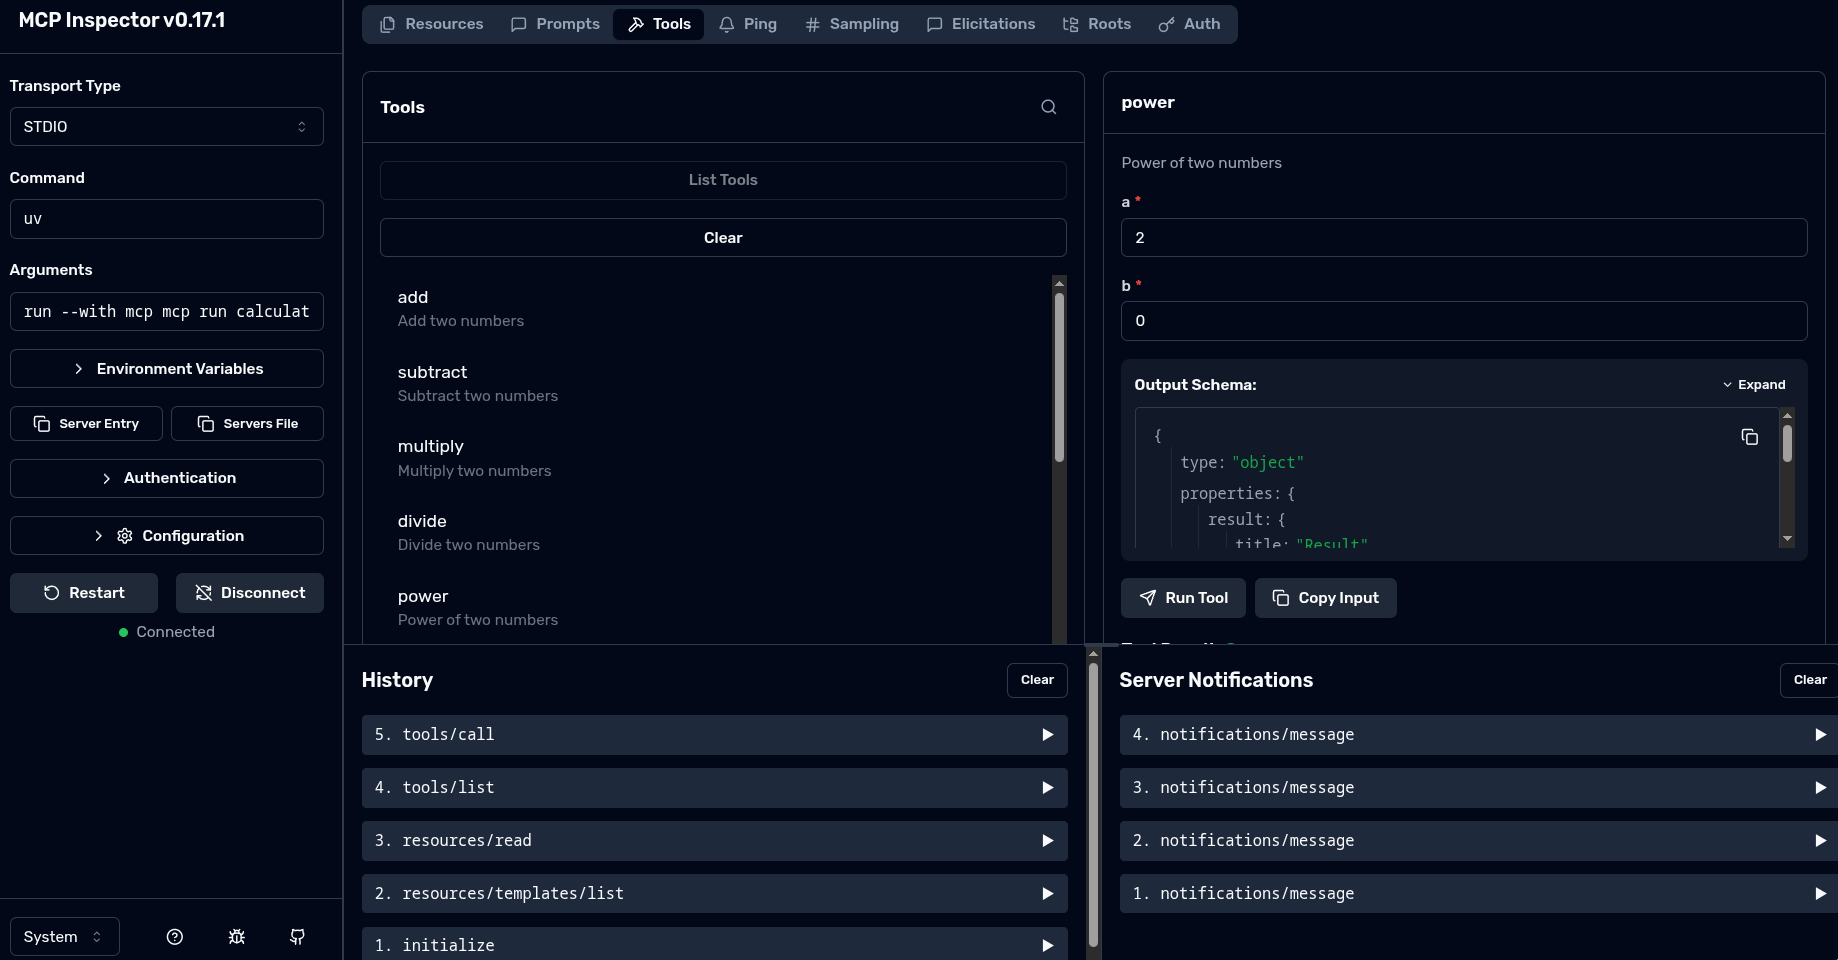 MCP Inspector v0.17.1
Transport Type
STDIO
Command
uv
Arguments
run --with mcp mcp run calculat
Environment Variables
Server Entry
Servers File
Authentication
Configuration
Restart
Disconnect
Connected
System
Resources
Prompts
Tools
Ping
Sampling
Elicitations
Roots
Auth
Tools
List Tools
Clear
add
Add two numbers
subtract
Subtract two numbers
multiply
Multiply two numbers
divide
Divide two numbers
power
Power of two numbers
power
Power of two numbers
a *
2
b *
0
Output Schema:
Expand
{
type: "object"
properties: {
result: {
title: "Result"
Run Tool
Copy Input
History
Clear
5. tools/call
4. tools/list
3. resources/read
2. resources/templates/list
1. initialize
Server Notifications
Clear
4. notifications/message
3. notifications/message
2. notifications/message
1. notifications/message